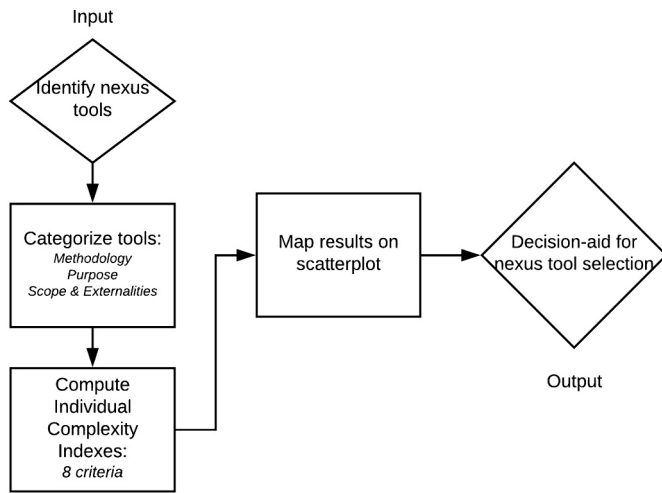 Input
Identify nexus
tools
Categorize tools:
Methodology
Purpose
Scope & Externalities
Compute
Individual
Complexity
Indexes:
8 criteria
Map results on
scatterplot
Decision-aid for
nexus tool selection
Output